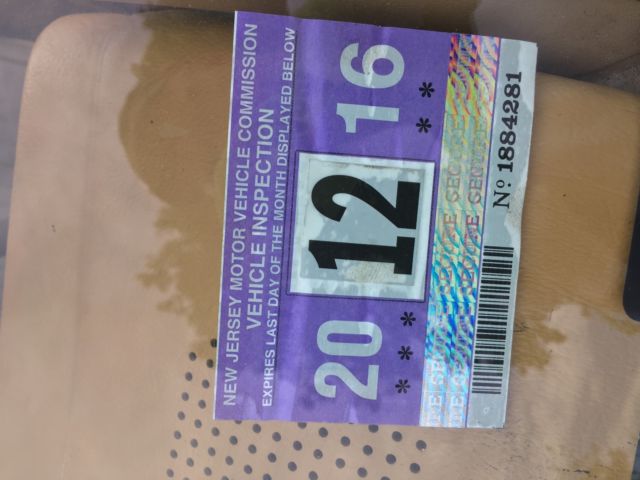 NEW JERSEY MOTOR VEHICLE COMMISSION
VEHICLE INSPECTION
EXPIRES LAST DAY OF THE MONTH DISPLAYED BELOW
20 12 16
*** **
Nº 1884281